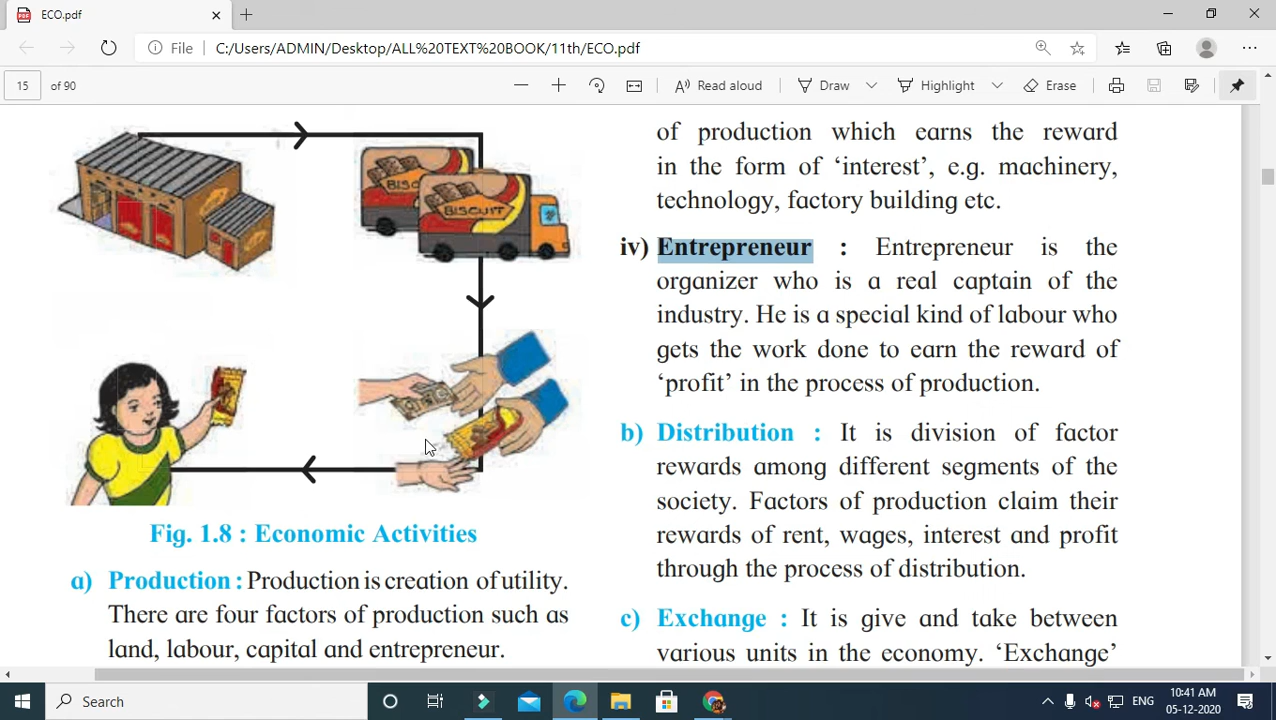 ECO.pdf
File
C:/Users/ADMIN/Desktop/ALL%20TEXT%20BOOK/11th/ECO.pdf
15 of 90
Read aloud
Draw
Highlight
Erase
BISCUIT
Fig. 1.8 : Economic Activities
a) Production : Production is creation of utility.
There are four factors of production such as
land, labour, capital and entrepreneur.
of production which earns the reward
in the form of ‘interest’, e.g. machinery,
technology, factory building etc.
iv) Entrepreneur : Entrepreneur is the
organizer who is a real captain of the
industry. He is a special kind of labour who
gets the work done to earn the reward of
‘profit’ in the process of production.
b) Distribution : It is division of factor
rewards among different segments of the
society. Factors of production claim their
rewards of rent, wages, interest and profit
through the process of distribution.
c) Exchange : It is give and take between
various units in the economy. ‘Exchange’
Search
ENG
10:41 AM
05-12-2020